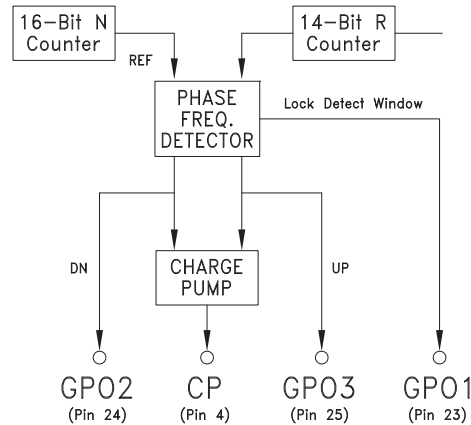 16-Bit N
Counter
14-Bit R
Counter
REF
PHASE
FREQ.
DETECTOR
Lock Detect Window
DN
CHARGE
PUMP
UP
GPO2
CP
GPO3
GPO1
(Pin 24)
(Pin 4)
(Pin 25)
(Pin 23)